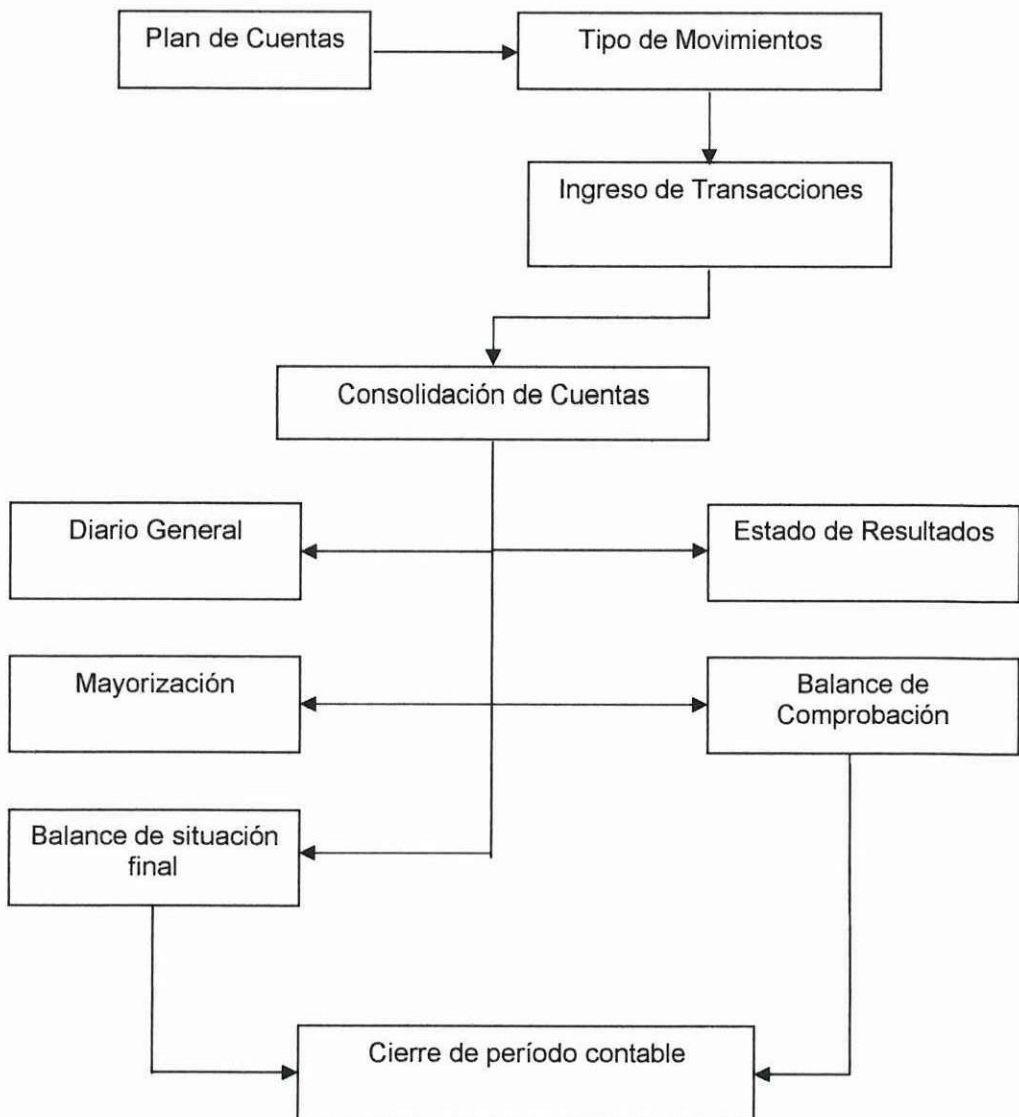 Plan de Cuentas
Tipo de Movimientos
Ingreso de Transacciones
Consolidación de Cuentas
Diario General
Estado de Resultados
Mayorización
Balance de
Comprobación
Balance de situación
final
Cierre de período contable